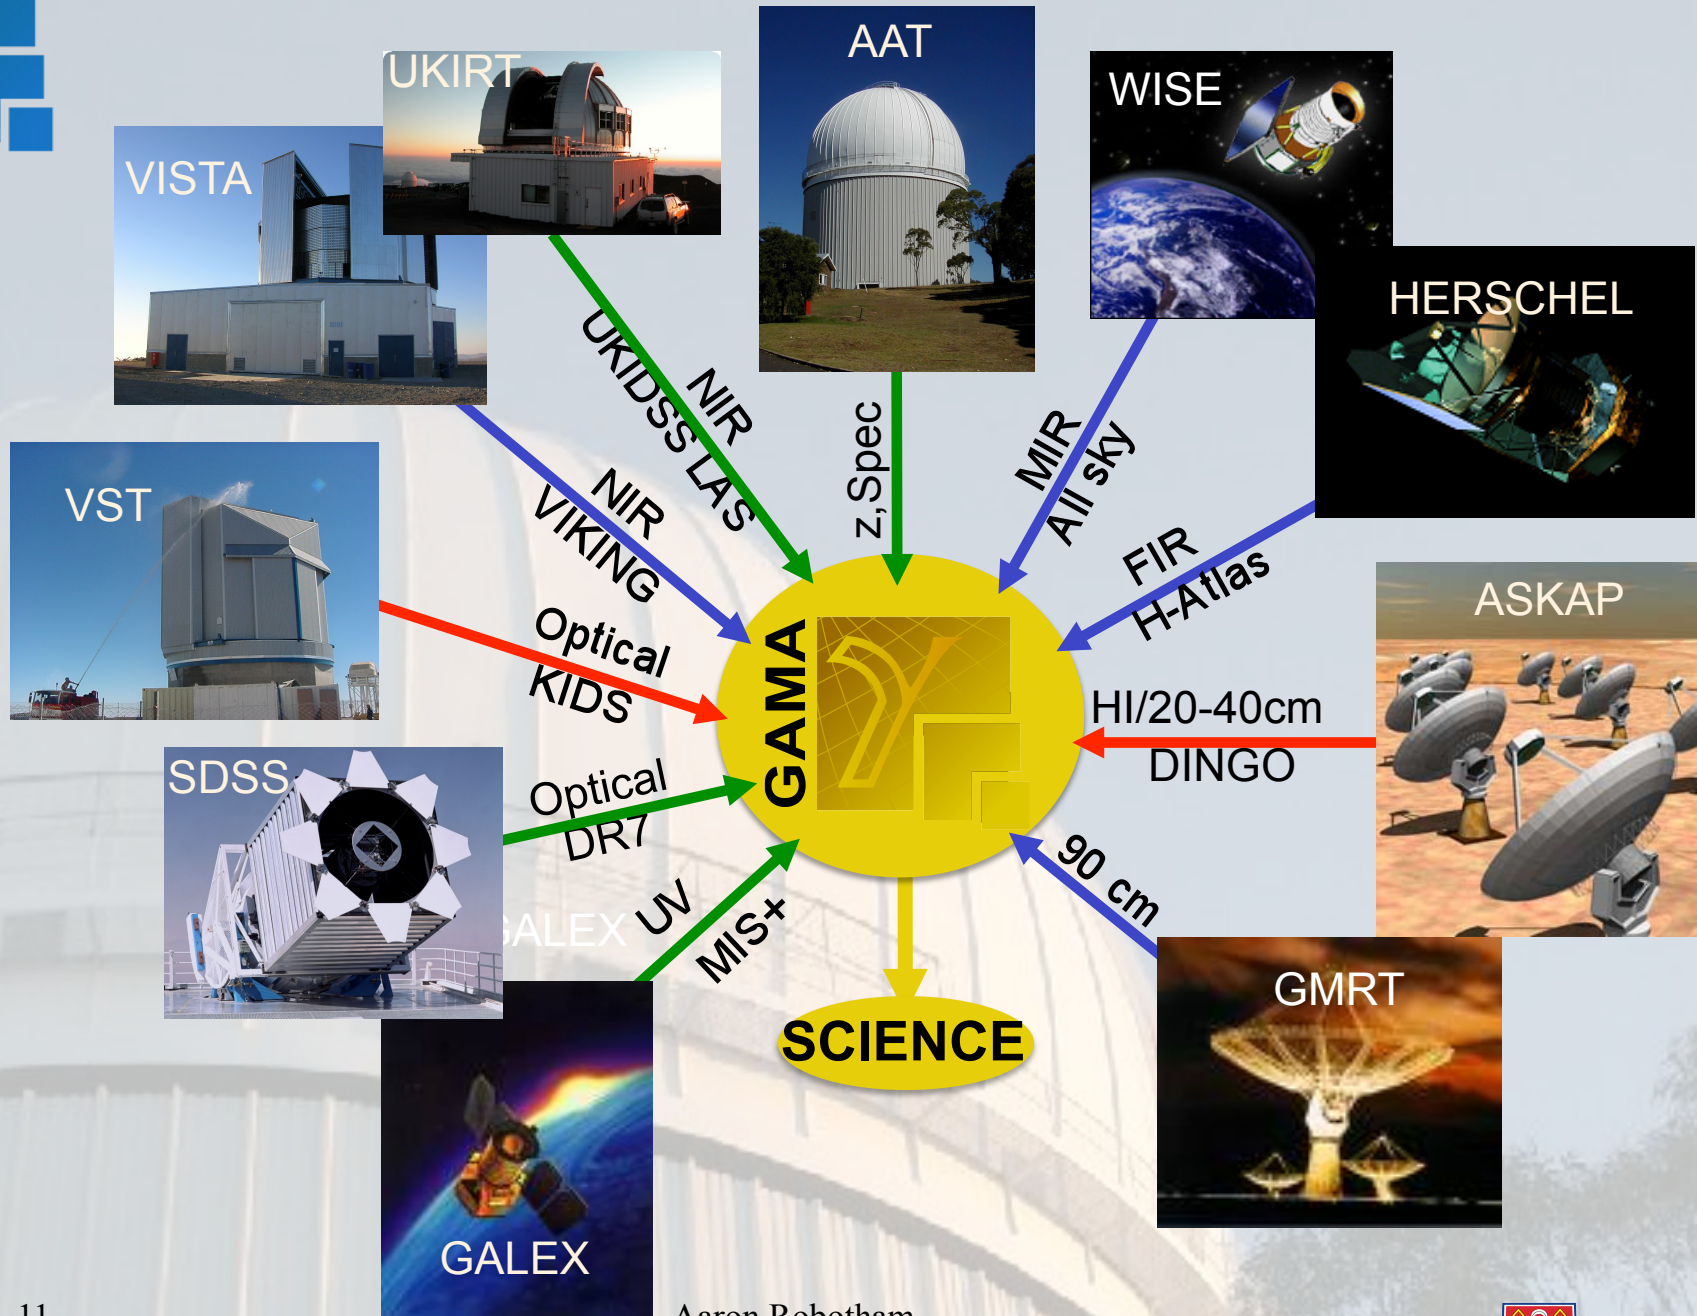 UKIRT
AAT
WISE
VISTA
HERSCHEL
NIR
UKIDSS LAS
z,Spec
MIR
All sky
NIR
VIKING
FIR
H-Atlas
VST
ASKAP
Optical
KIDS
GAMA
HI/20-40cm
DINGO
SDSS
Optical
DR7
UV
MIS+
GALEX
90 cm
GMRT
SCIENCE
GALEX
11
Aaron Robotham